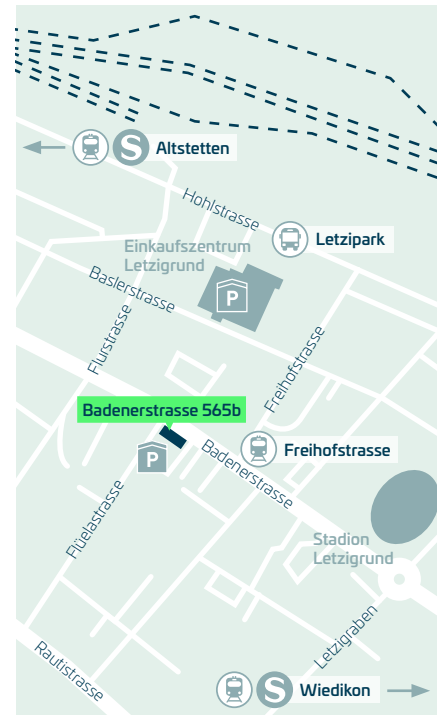 S Altstetten
Hohlstrasse
Letzipark
Einkaufszentrum
Letzigrund
P
Baslerstrasse
Flurstrasse
Freihofstrasse
Badenerstrasse 565b
P
Badenerstrasse
Freihofstrasse
Flüelastrasse
Stadion
Letzigrund
Letzigraben
Rautistrasse
S Wiedikon